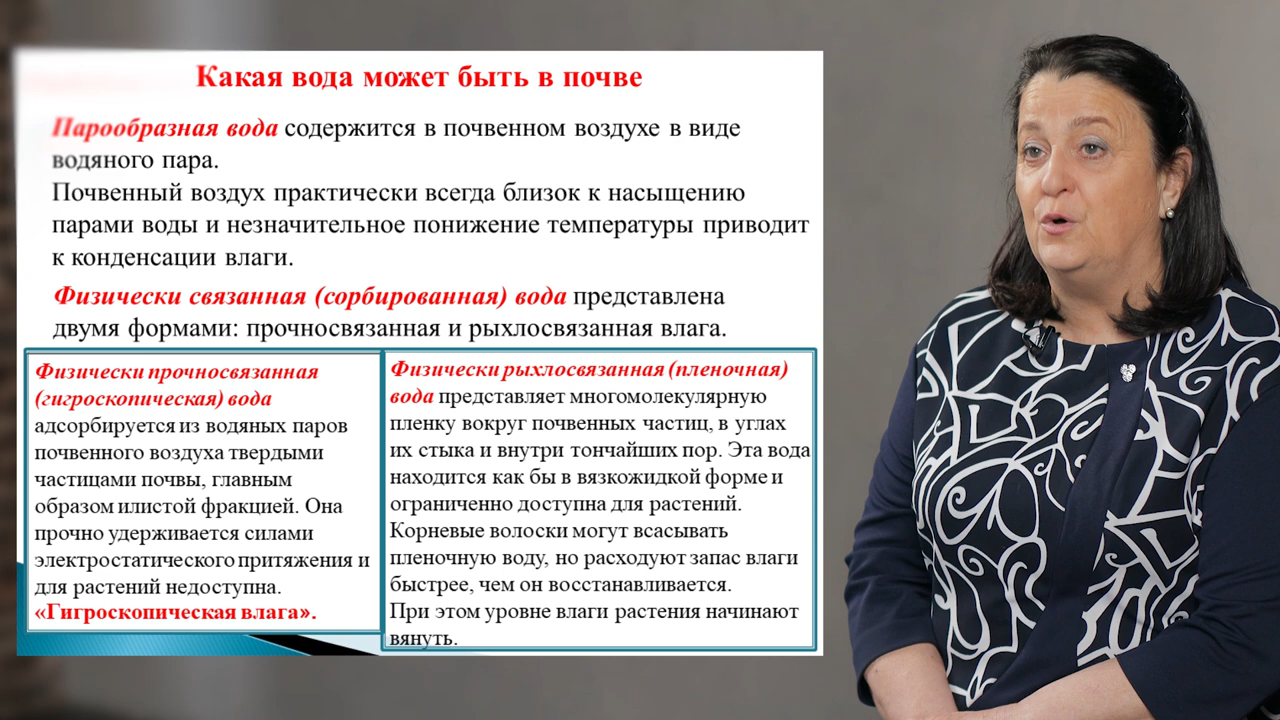 Какая вода может быть в почве
Парообразная вода содержится в почвенном воздухе в виде
водяного пара.
Почвенный воздух практически всегда близок к насыщению
парами воды и незначительное понижение температуры приводит
к конденсации влаги.
Физически связанная (сорбированная) вода представлена
двумя формами: прочносвязанная и рыхлосвязанная влага.
Физически прочносвязанная
(гигроскопическая) вода
адсорбируется из водяных паров
почвенного воздуха твердыми
частицами почвы, главным
образом илистой фракцией. Она
прочно удерживается силами
электростатического притяжения и
для растений недоступна.
«Гигроскопическая влага».
Физически рыхлосвязанная (пленочная)
вода представляет многомолекулярную
пленку вокруг почвенных частиц, в углах
их стыка и внутри тончайших пор. Эта вода
находится как бы в вязкожидкой форме и
ограниченно доступна для растений.
Корневые волоски могут всасывать
пленочную воду, но расходуют запас влаги
быстрее, чем он восстанавливается.
При этом уровне влаги растения начинают
вянуть.